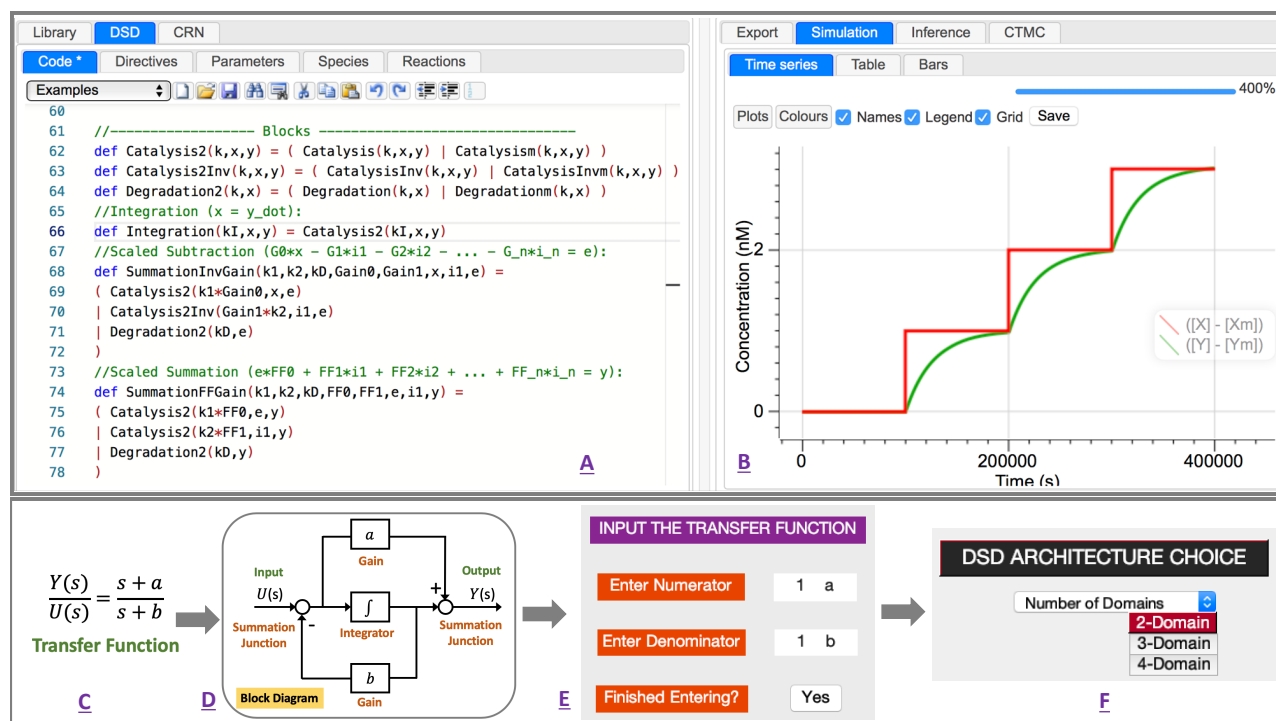 Library DSD CRN
Code * Directives Parameters Species Reactions
Examples
60
61 //------------------ Blocks --------------------------------
62 def Catalysis2(k,x,y) = ( Catalysis(k,x,y) | Catalysism(k,x,y) )
63 def Catalysis2Inv(k,x,y) = ( CatalysisInv(k,x,y) | CatalysisInvm(k,x,y) )
64 def Degradation2(k,x) = ( Degradation(k,x) | Degradationm(k,x) )
65 //Integration (x = y_dot):
66 def Integration(kI,x,y) = Catalysis2(kI,x,y)
67 //Scaled Subtraction (G0*x - G1*i1 - G2*i2 - ... - G_n*i_n = e):
68 def SummationInvGain(k1,k2,kD,Gain0,Gain1,x,i1,e) =
69 ( Catalysis2(k1*Gain0,x,e)
70 | Catalysis2Inv(Gain1*k2,i1,e)
71 | Degradation2(kD,e)
72 )
73 //Scaled Summation (e*FF0 + FF1*i1 + FF2*i2 + ... + FF_n*i_n = y):
74 def SummationFFGain(k1,k2,kD,FF0,FF1,e,i1,y) =
75 ( Catalysis2(k1*FF0,e,y)
76 | Catalysis2(k2*FF1,i1,y)
77 | Degradation2(kD,y)
78 )
A
Export Simulation Inference CTMC
Time series Table Bars
400%
Plots Colours Names Legend Grid Save
Concentration (nM)
2
0
([X] - [Xm])
([Y] - [Ym])
B
0 200000 400000
Time (s)
Y(s)/U(s) = s + a/s + b
Transfer Function
C
a
Gain
Input
U(s)
Summation
Junction
-
∫
Integrator
+
Output
Y(s)
Summation
Junction
b
Gain
Block Diagram
D
INPUT THE TRANSFER FUNCTION
Enter Numerator 1 a
Enter Denominator 1 b
Finished Entering? Yes
E
DSD ARCHITECTURE CHOICE
Number of Domains
2-Domain
3-Domain
4-Domain
F